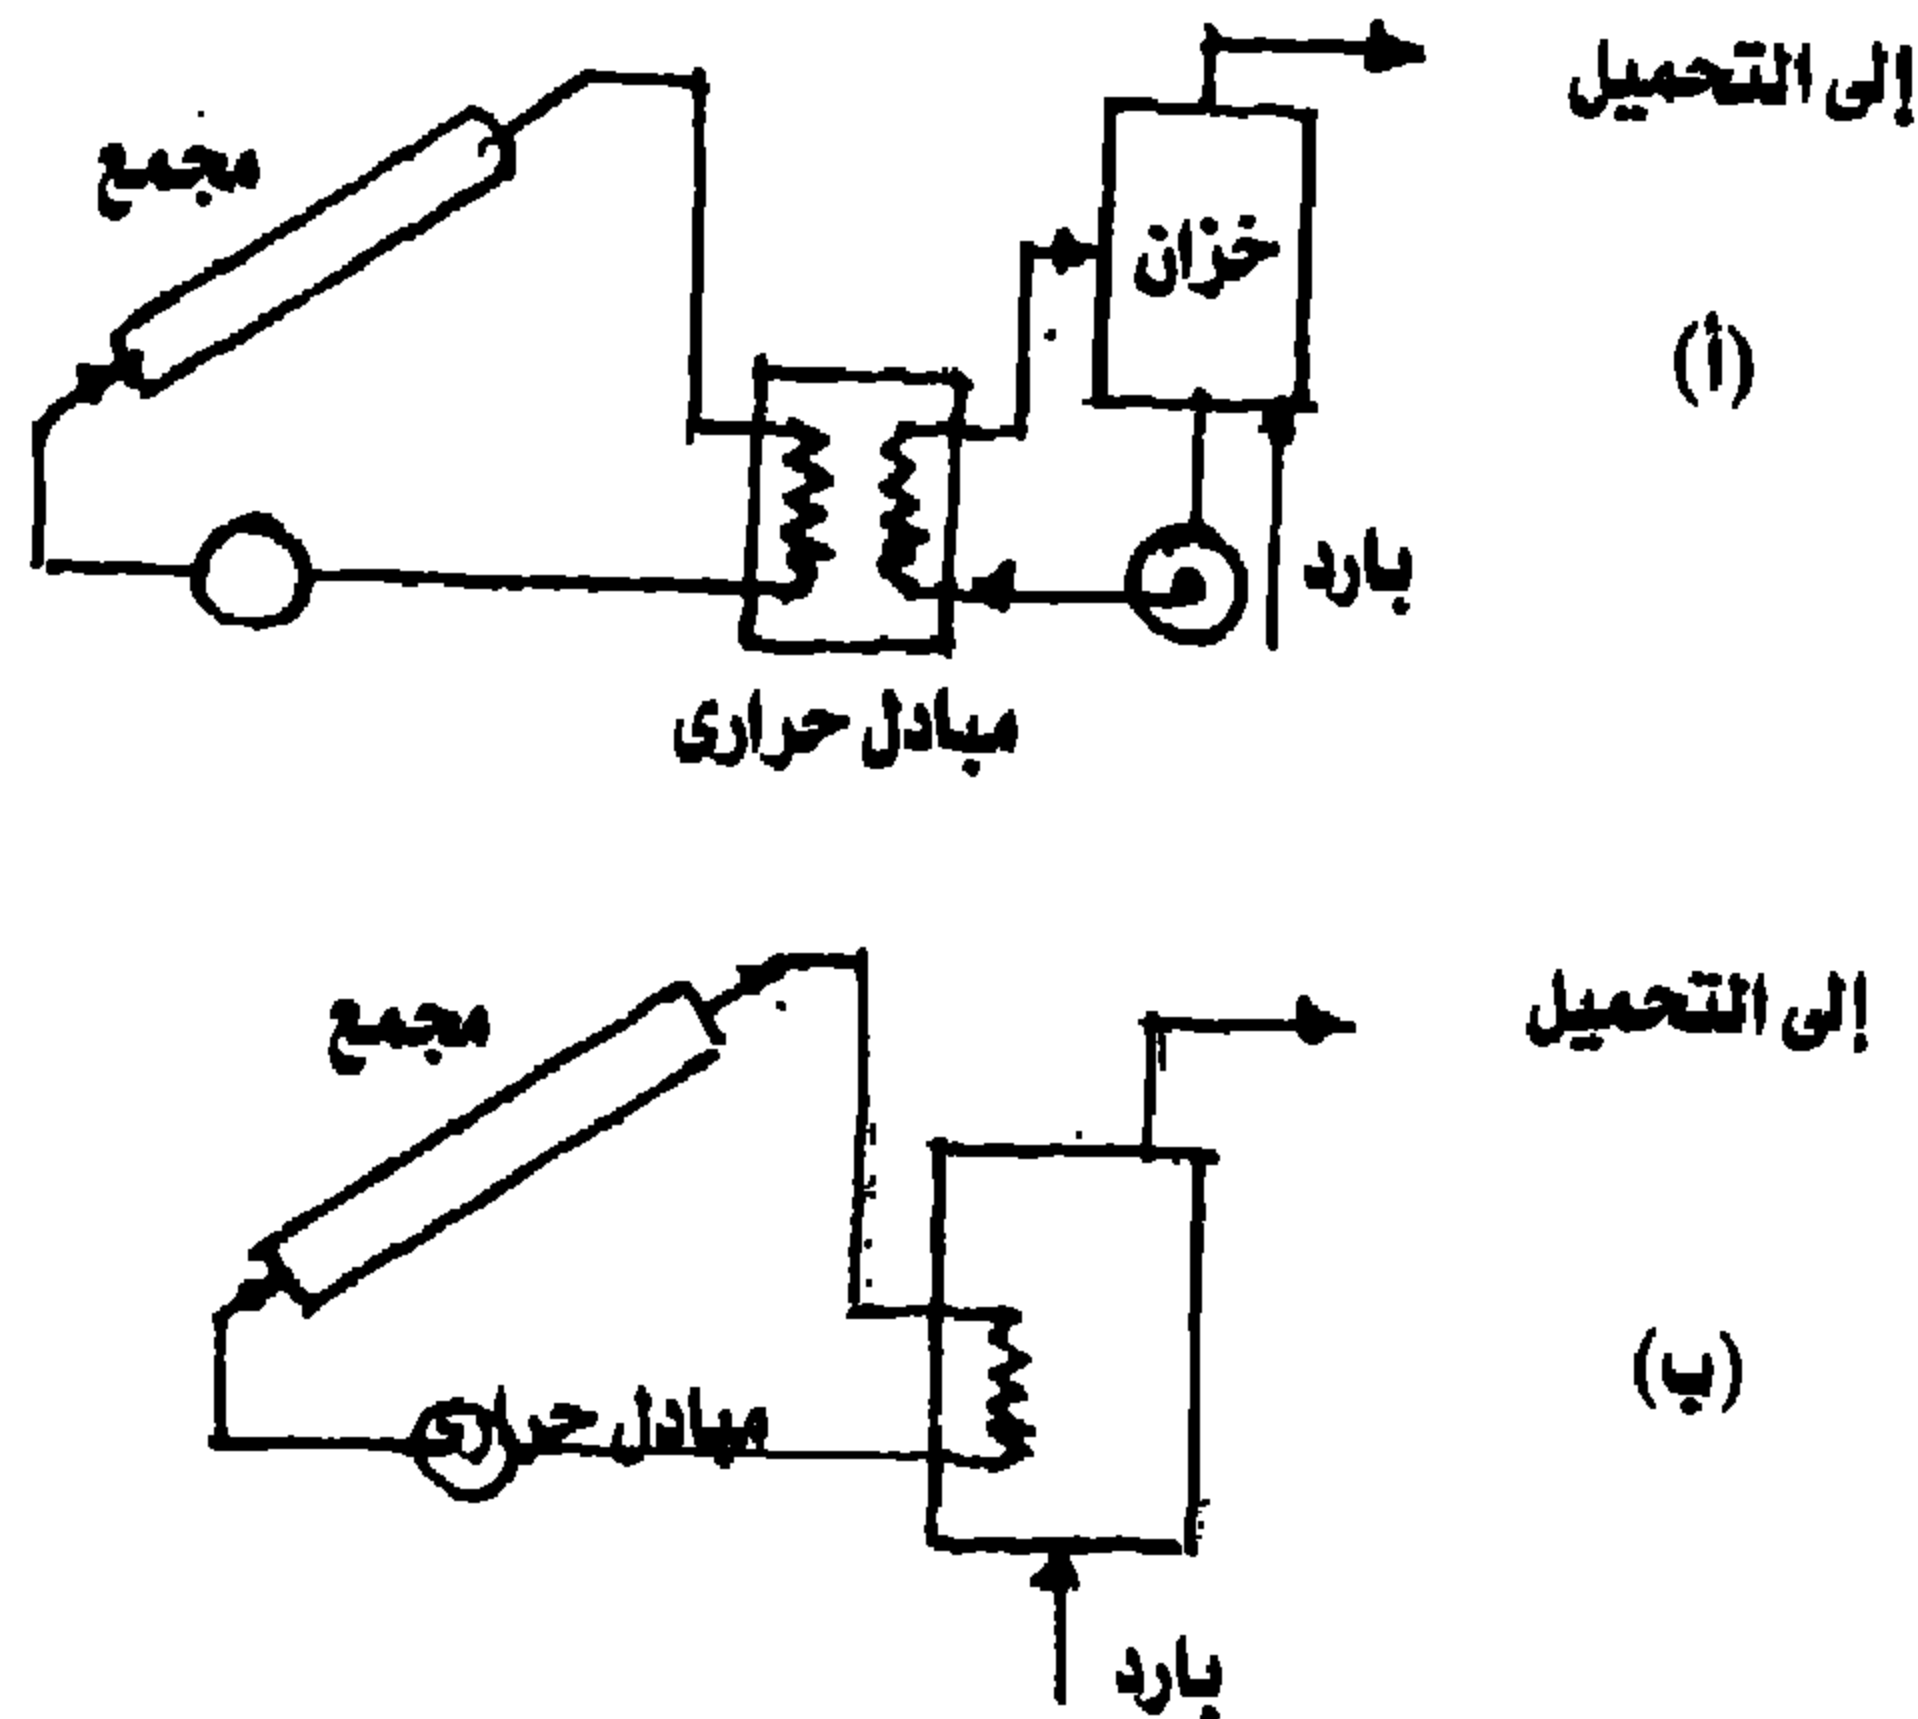 إلى التحميل
مجمع
خزان
(أ)
بارد
مبادل حرارى
إلى التحميل
مجمع
(ب)
مبادل حرارى
بارد